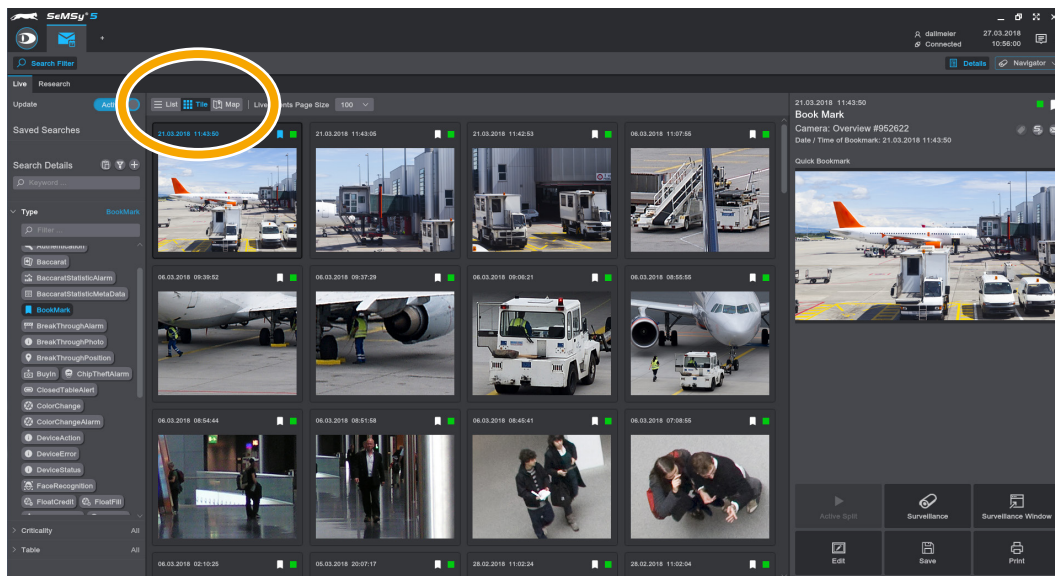 SeMSy®5
dallmeier 27.03.2018
Connected 10:56:00
Search Filter
Details
Navigator
Live Research
Update
List Tile Map
Page Size 100
Saved Searches
Search Details
Keyword ...
Type BookMark
Filter ...
Authentication
Baccarat
BaccaratStatisticAlarm
BaccaratStatisticMetaData
BookMark
BreakThroughAlarm
BreakThroughPhoto
BreakThroughPosition
BuyIn ChipTheftAlarm
ClosedTableAlert
ColorChange
ColorChangeAlarm
DeviceAction
DeviceError
DeviceStatus
FaceRecognition
FloatCredit FloatFill
Criticality All
Table All
21.03.2018 11:43:50
21.03.2018 11:43:05
21.03.2018 11:42:53
06.03.2018 11:07:55
06.03.2018 09:39:52
06.03.2018 09:37:29
06.03.2018 09:06:21
06.03.2018 08:55:55
06.03.2018 08:54:44
06.03.2018 08:51:58
06.03.2018 08:45:41
06.03.2018 07:08:55
06.03.2018 02:10:25
05.03.2018 20:07:17
28.02.2018 11:02:24
28.02.2018 11:02:04
21.03.2018 11:43:50
Book Mark
Camera: Overview #952622
Date / Time of Bookmark: 21.03.2018 11:43:50
Quick Bookmark
Active Split
Surveillance
Surveillance Window
Edit
Save
Print